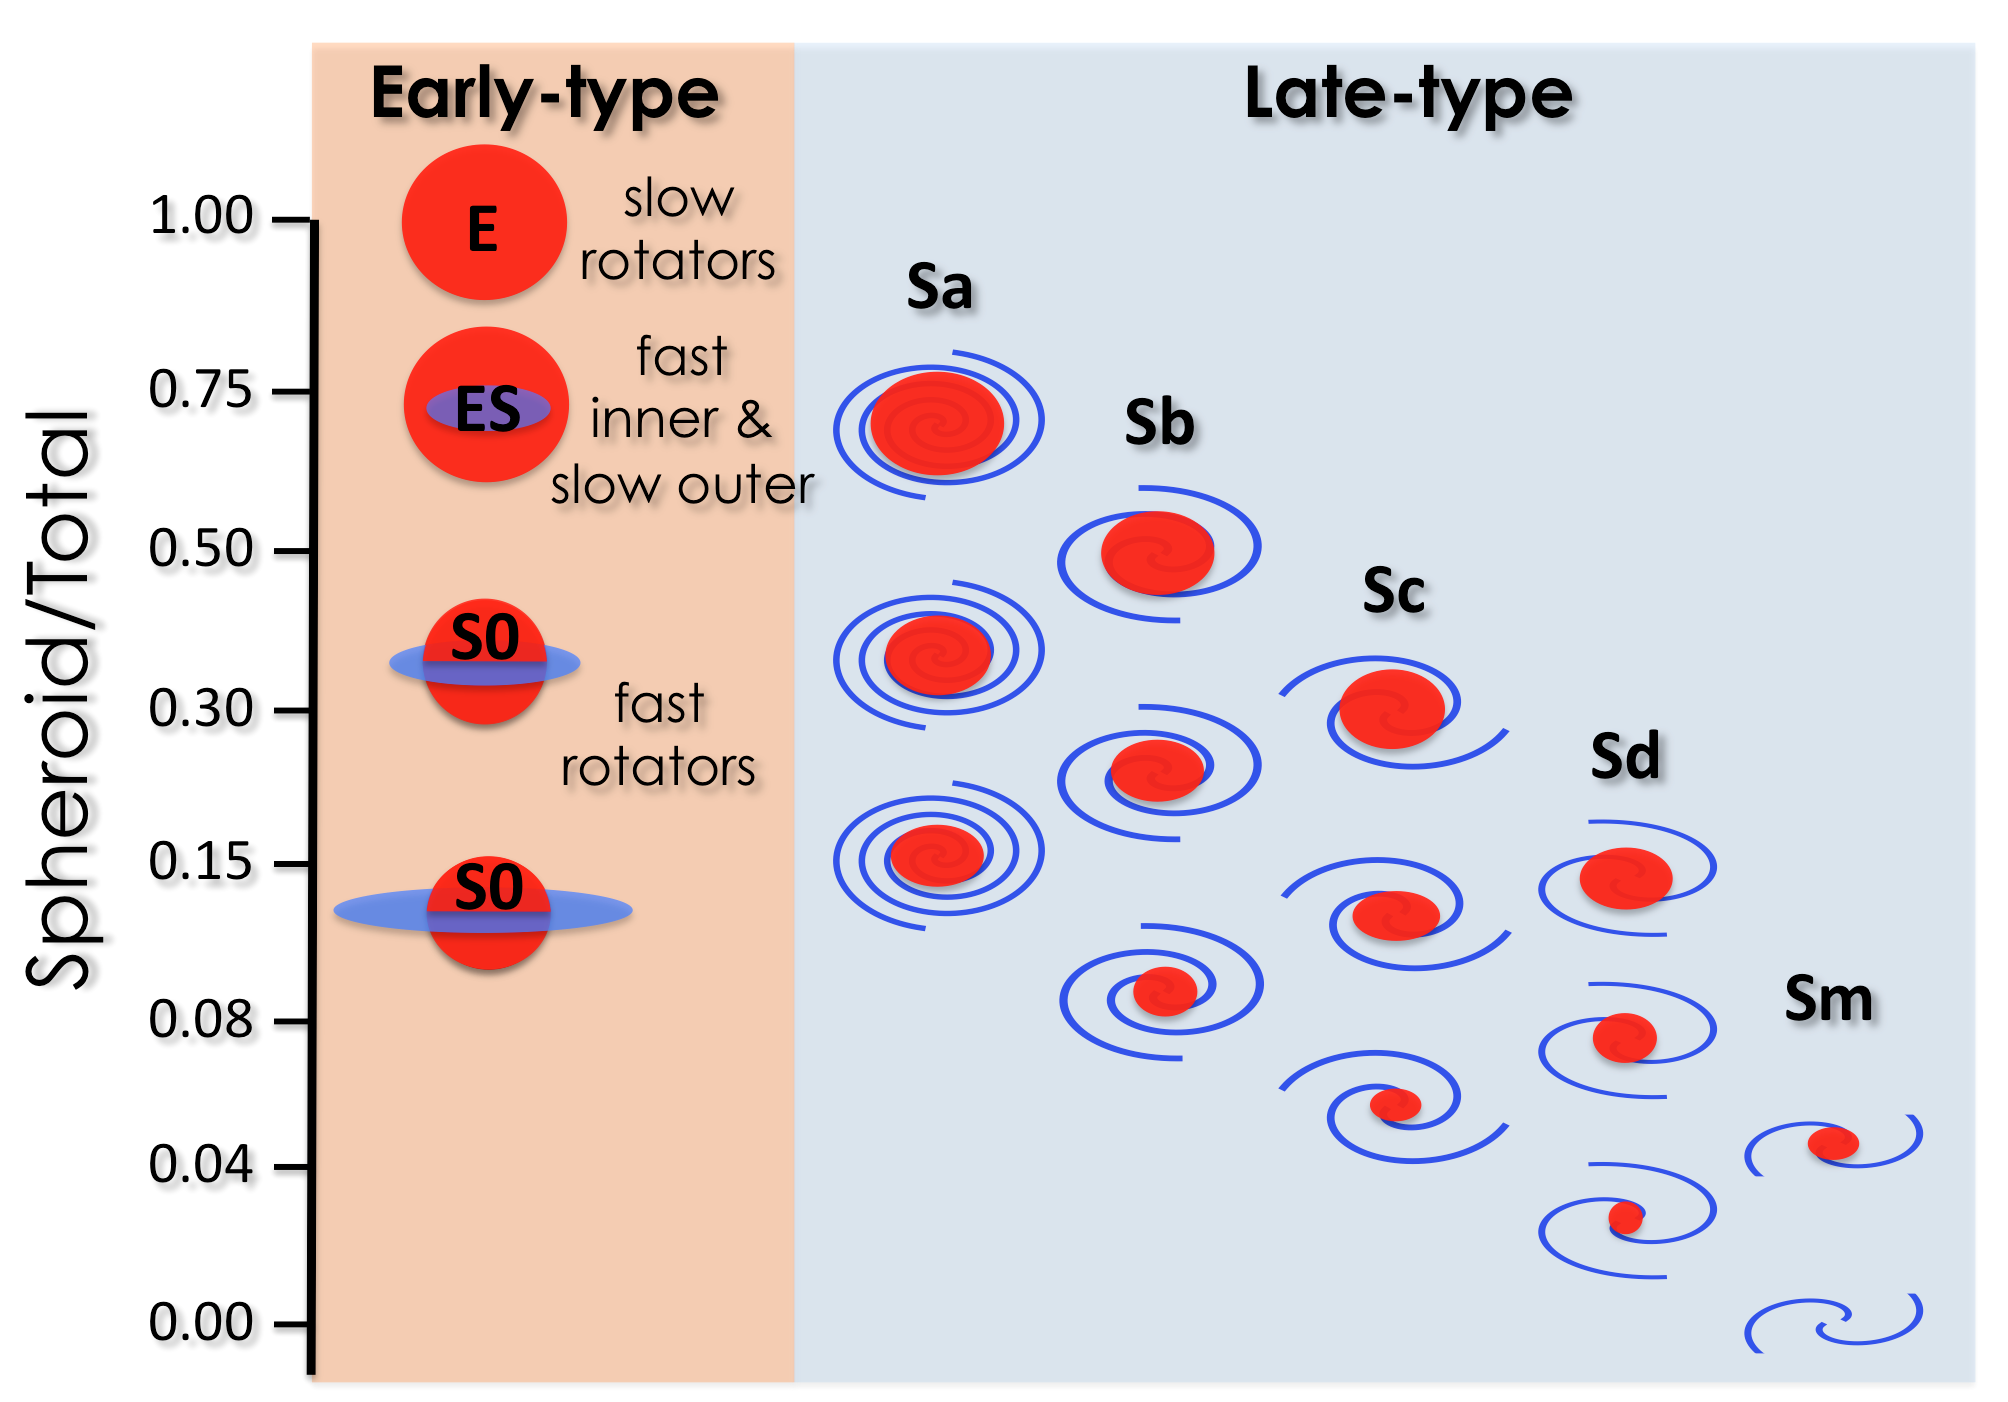 Early-type
Late-type
Spheroid/Total
1.00
0.75
0.50
0.30
0.15
0.08
0.04
0.00
E
slow
rotators
ES
fast
inner &
slow outer
S0
fast
rotators
S0
Sa
Sb
Sc
Sd
Sm